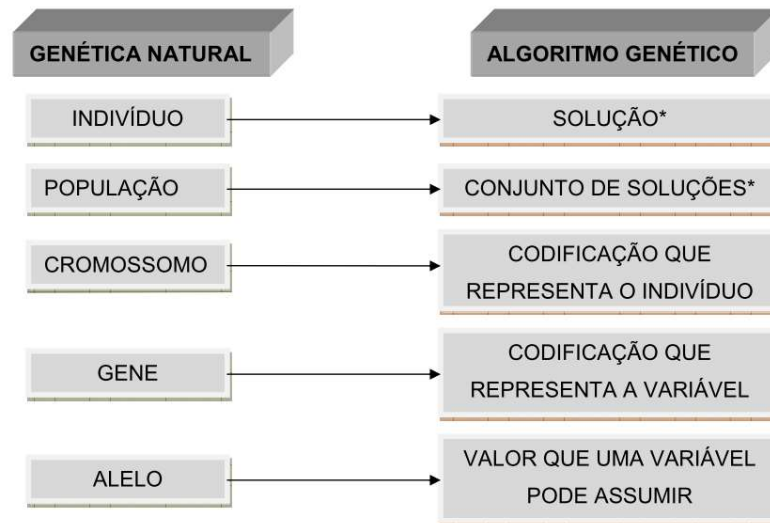 GENÉTICA NATURAL
ALGORITMO GENÉTICO
INDIVÍDUO
SOLUÇÃO*
POPULAÇÃO
CONJUNTO DE SOLUÇÕES*
CROMOSSOMO
CODIFICAÇÃO QUE
REPRESENTA O INDIVÍDUO
GENE
CODIFICAÇÃO QUE
REPRESENTA A VARIÁVEL
ALELO
VALOR QUE UMA VARIÁVEL
PODE ASSUMIR